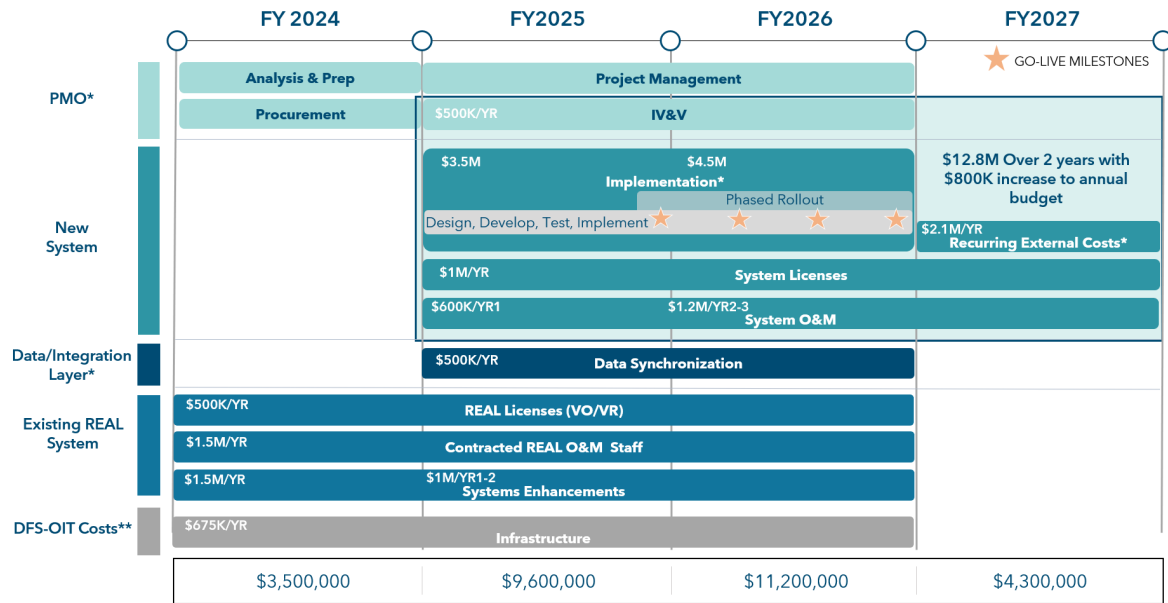 FY 2024
FY2025
FY2026
FY2027
GO-LIVE MILESTONES
PMO*
Analysis & Prep
Project Management
Procurement
$500K/YR
IV&V
New
System
$3.5M
$4.5M
Implementation*
Phased Rollout
Design, Develop, Test, Implement
$12.8M Over 2 years with
$800K increase to annual
budget
$2.1M/YR
Recurring External Costs*
$1M/YR
System Licenses
$600K/YR1
$1.2M/YR2-3
System O&M
Data/Integration
Layer*
$500K/YR
Data Synchronization
Existing REAL
System
$500K/YR
REAL Licenses (VO/VR)
$1.5M/YR
Contracted REAL O&M Staff
$1.5M/YR
$1M/YR1-2
Systems Enhancements
DFS-OIT Costs**
$675K/YR
Infrastructure
$3,500,000
$9,600,000
$11,200,000
$4,300,000